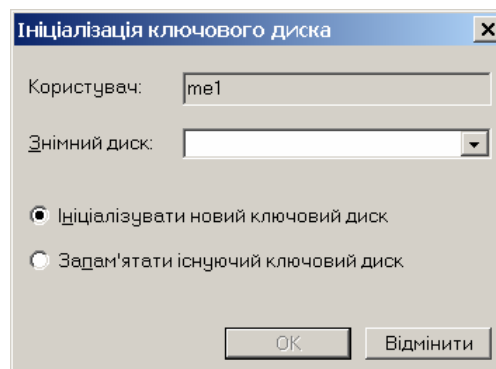 Ініціалізація ключового диска
Користувач: me1
Знімний диск:
Ініціалізувати новий ключовий диск
Запам'ятати існуючий ключовий диск
OK Відмінити